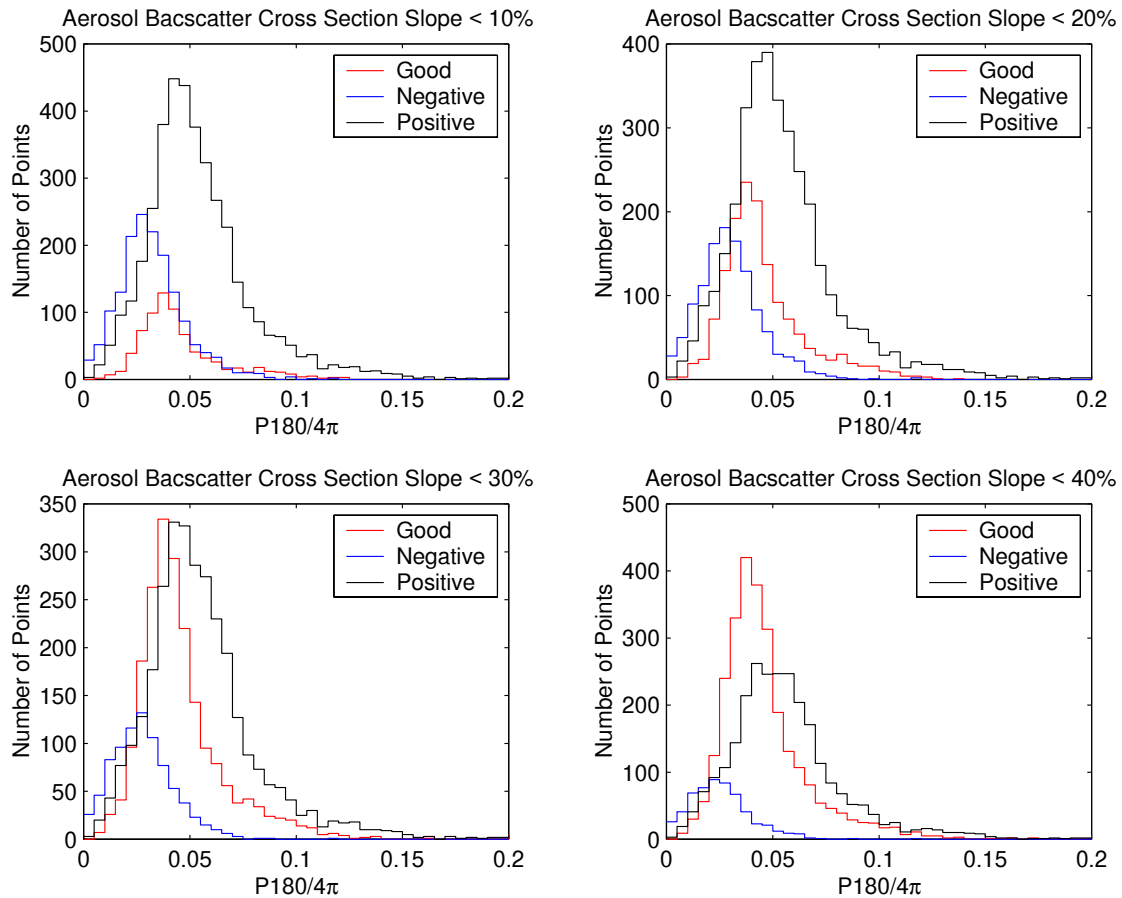 Aerosol Bacscatter Cross Section Slope < 10%
500
400
300
200
100
0
Number of Points
Good
Negative
Positive
0 0.05 0.1 0.15 0.2
P180/4π
Aerosol Bacscatter Cross Section Slope < 20%
400
300
200
100
0
Number of Points
Good
Negative
Positive
0 0.05 0.1 0.15 0.2
P180/4π
Aerosol Bacscatter Cross Section Slope < 30%
350
300
250
200
150
100
50
0
Number of Points
Good
Negative
Positive
0 0.05 0.1 0.15 0.2
P180/4π
Aerosol Bacscatter Cross Section Slope < 40%
500
400
300
200
100
0
Number of Points
Good
Negative
Positive
0 0.05 0.1 0.15 0.2
P180/4π